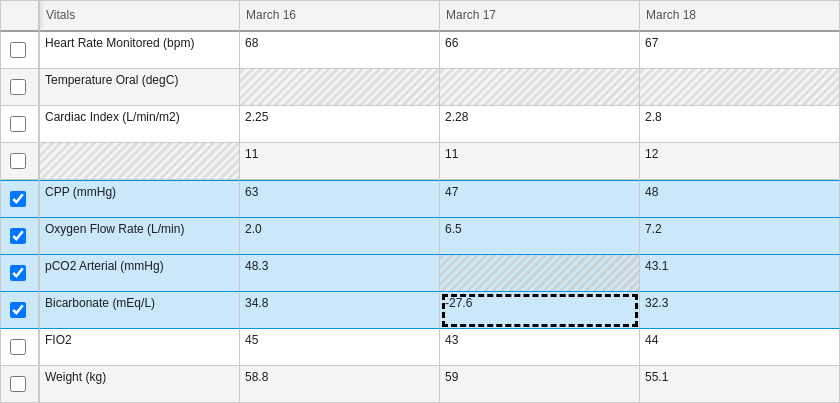 Vitals March 16 March 17 March 18
Heart Rate Monitored (bpm) 68 66 67
Temperature Oral (degC)
Cardiac Index (L/min/m2) 2.25 2.28 2.8
11 11 12
CPP (mmHg) 63 47 48
Oxygen Flow Rate (L/min) 2.0 6.5 7.2
pCO2 Arterial (mmHg) 48.3 43.1
Bicarbonate (mEq/L) 34.8 -27.6 32.3
FIO2 45 43 44
Weight (kg) 58.8 59 55.1